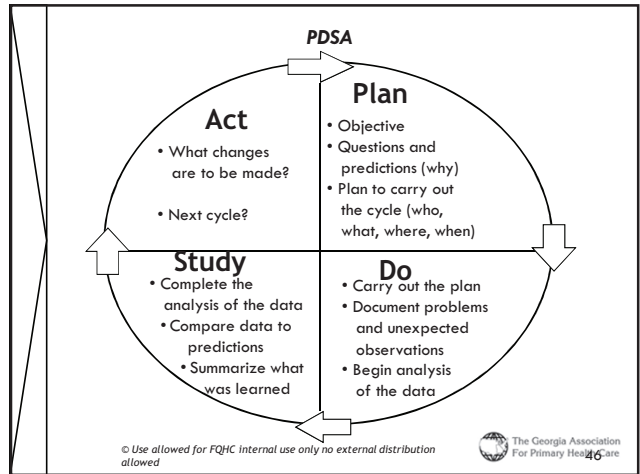 PDSA
Plan
• Objective
• Questions and
predictions (why)
• Plan to carry out
the cycle (who,
what, where, when)
Act
• What changes
are to be made?
• Next cycle?
Study
• Complete the
analysis of the data
• Compare data to
predictions
• Summarize what
was learned
Do
• Carry out the plan
• Document problems
and unexpected
observations
• Begin analysis
of the data
© Use allowed for FQHC internal use only no external distribution
allowed
The Georgia Association
For Primary Health Care
46